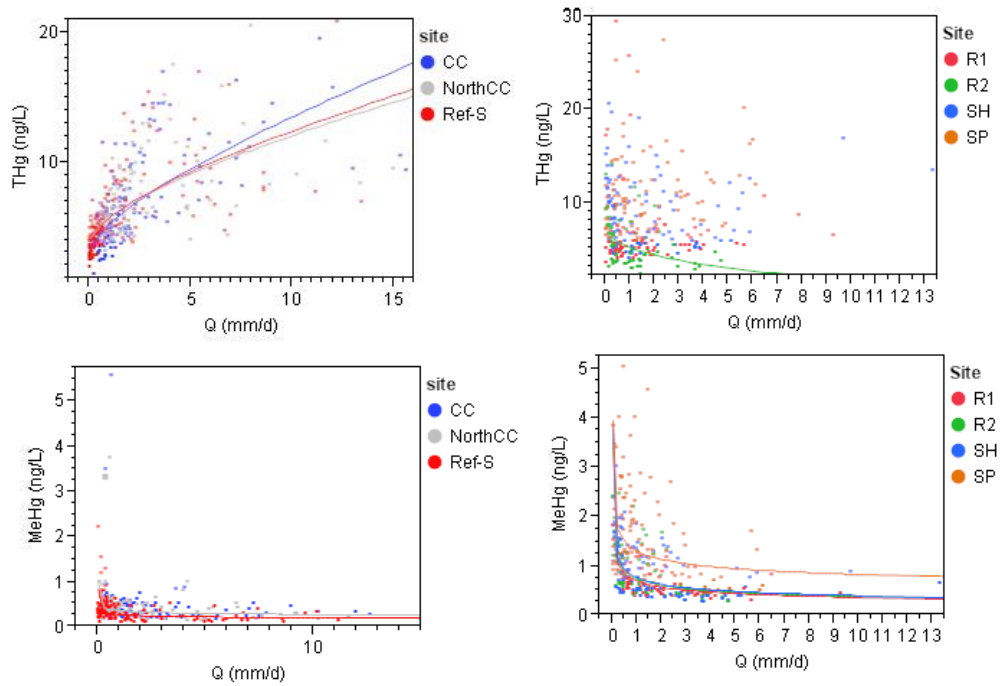 20
10
THg (ng/L)
0 5 10 15
Q (mm/d)
site
CC
NorthCC
Ref-S
30
20
10
THg (ng/L)
0 1 2 3 4 5 6 7 8 9 10 11 12 13
Q (mm/d)
Site
R1
R2
SH
SP
5
4
3
2
1
0
MeHg (ng/L)
0 10
Q (mm/d)
site
CC
NorthCC
Ref-S
5
4
3
2
1
0
MeHg (ng/L)
0 1 2 3 4 5 6 7 8 9 10 11 12 13
Q (mm/d)
Site
R1
R2
SH
SP